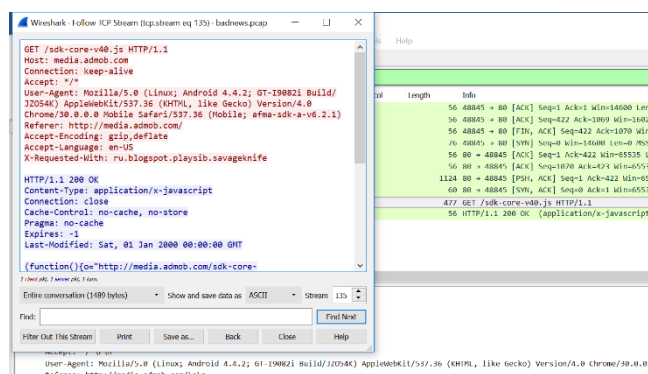 Wireshark - Follow TCP Stream (tcp.stream eq 135) - badnews.pcap
Help
GET /sdk-core-v40.js HTTP/1.1
Host: media.admob.com
Connection: keep-alive
Accept: */*
User-Agent: Mozilla/5.0 (Linux; Android 4.4.2; GT-I9082i Build/
JZO54K) AppleWebKit/537.36 (KHTML, like Gecko) Version/4.0
Chrome/30.0.0.0 Mobile Safari/537.36 (Mobile; afma-sdk-a-v6.2.1)
Referer: http://media.admob.com/
Accept-Encoding: gzip,deflate
Accept-Language: en-US
X-Requested-With: ru.blogspot.playsib.savageknife
HTTP/1.1 200 OK
Content-Type: application/x-javascript
Connection: close
Cache-Control: no-cache, no-store
Pragma: no-cache
Expires: -1
Last-Modified: Sat, 01 Jan 2000 00:00:00 GMT
(function(){o="http://media.admob.com/sdk-core-
1 client pkt, 1 server pkt, 1 turn.
Entire conversation (1489 bytes) Show and save data as ASCII Stream 135
Find: Find Next
Filter Out This Stream Print Save as... Back Close Help
Length Info
56 48845 → 80 [ACK] Seq=1 Ack=1 Win=14600 Len
56 48845 → 80 [ACK] Seq=422 Ack=1069 Win=1602
56 48845 → 80 [FIN, ACK] Seq=422 Ack=1070 Win
76 48845 → 80 [SYN] Seq=0 Win=14600 Len=0 MSS
56 80 → 48845 [ACK] Seq=1 Ack=422 Win=65535 L
56 80 → 48845 [ACK] Seq=1070 Ack=423 Win=6553
1124 80 → 48845 [PSH, ACK] Seq=1 Ack=422 Win=65
60 80 → 48845 [SYN, ACK] Seq=0 Ack=1 Win=6553
477 GET /sdk-core-v40.js HTTP/1.1
56 HTTP/1.1 200 OK (application/x-javascript
User-Agent: Mozilla/5.0 (Linux; Android 4.4.2; GT-I9082i Build/JZO54K) AppleWebKit/537.36 (KHTML, like Gecko) Version/4.0 Chrome/30.0.0